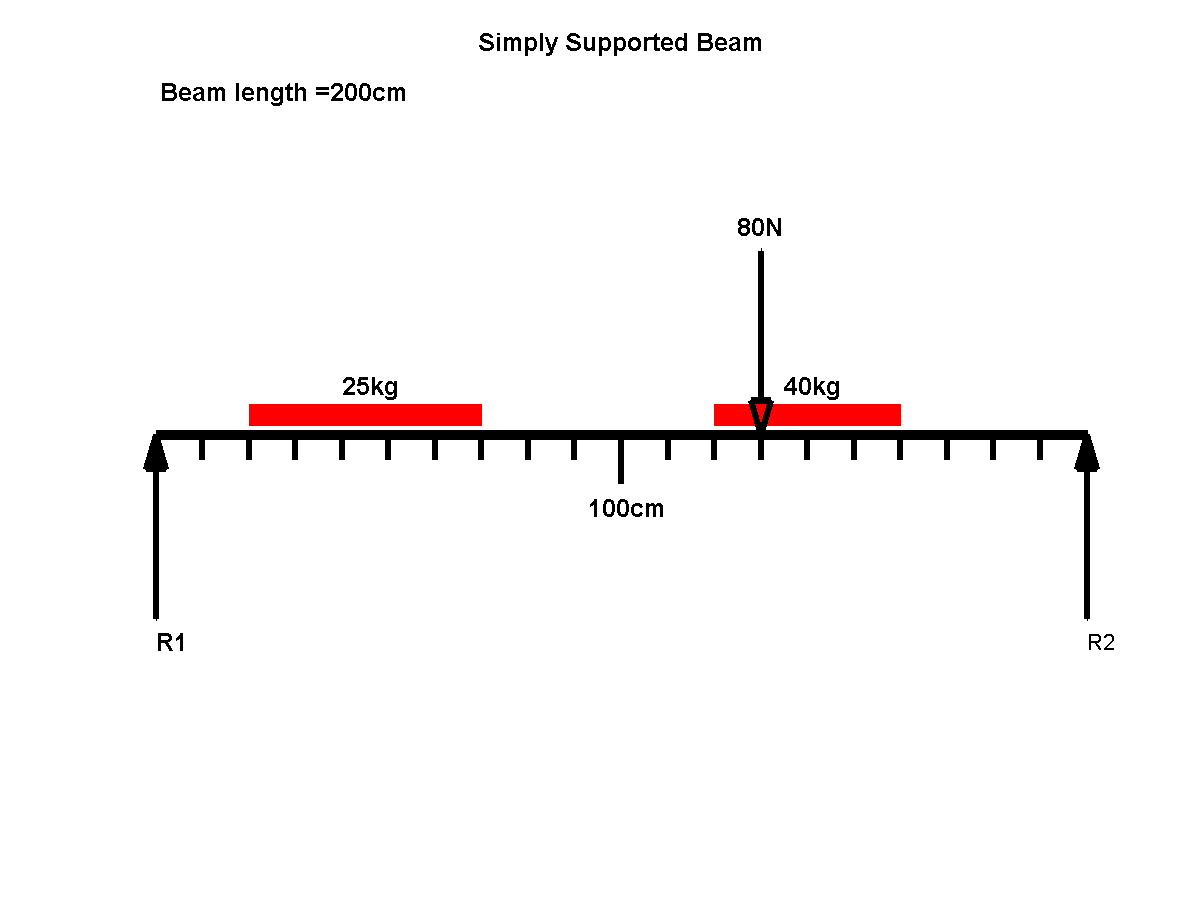 Simply Supported Beam
Beam length =200cm
80N
25kg
40kg
100cm
R1
R2